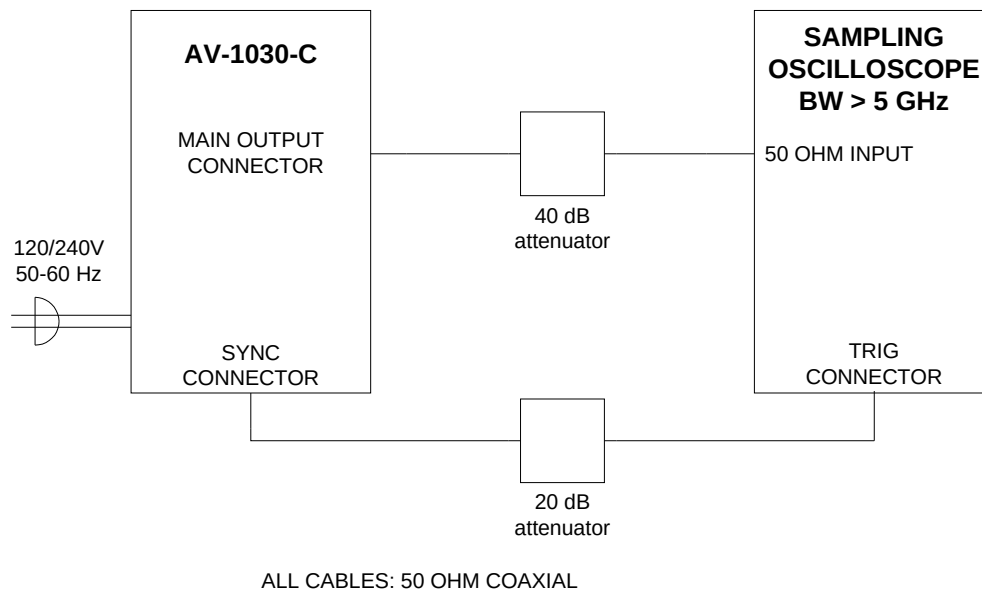 AV-1030-C
MAIN OUTPUT
CONNECTOR
SYNC
CONNECTOR
120/240V
50-60 Hz
40 dB
attenuator
20 dB
attenuator
SAMPLING
OSCILLOSCOPE
BW > 5 GHz
50 OHM INPUT
TRIG
CONNECTOR
ALL CABLES: 50 OHM COAXIAL